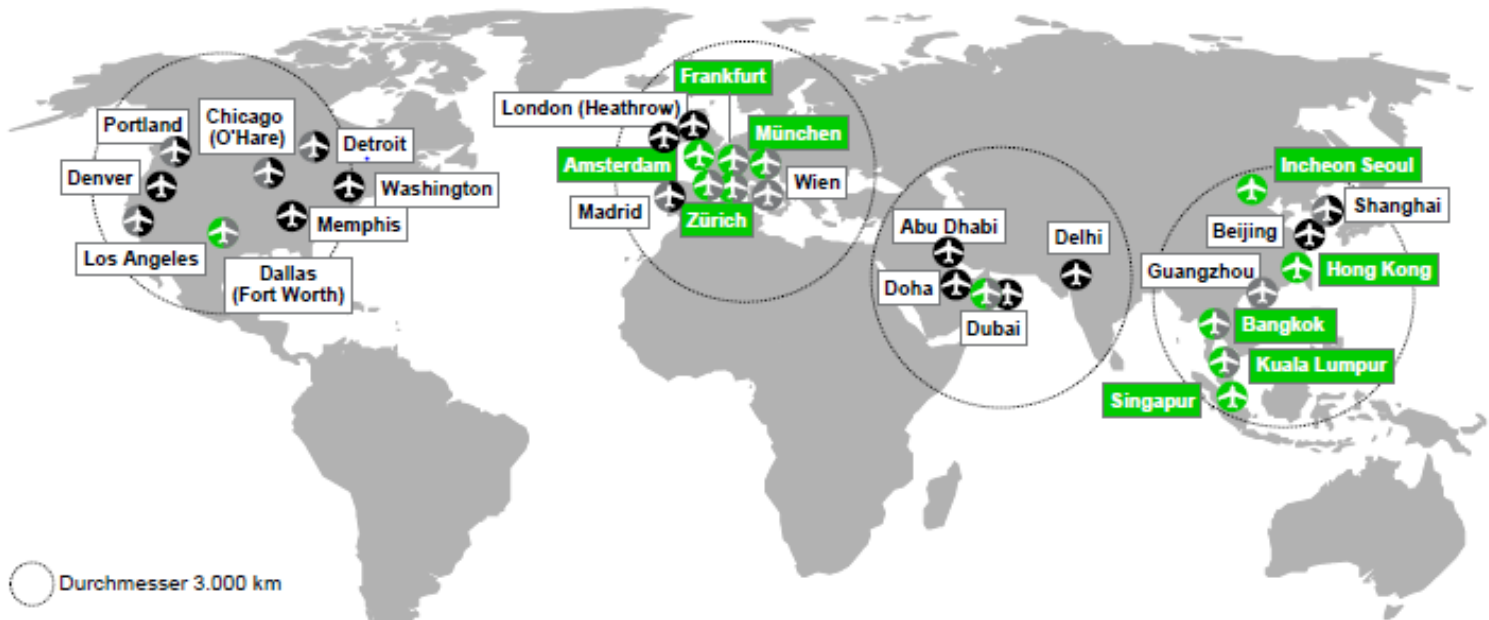 Frankfurt
London (Heathrow)
Portland
Chicago
(O'Hare)
München
Detroit
Amsterdam
Incheon Seoul
Denver
Washington
Wien
Madrid
Zürich
Shanghai
Memphis
Abu Dhabi
Delhi
Beijing
Los Angeles
Dallas
(Fort Worth)
Guangzhou
Hong Kong
Doha
Dubai
Bangkok
Kuala Lumpur
Singapur
Durchmesser 3.000 km